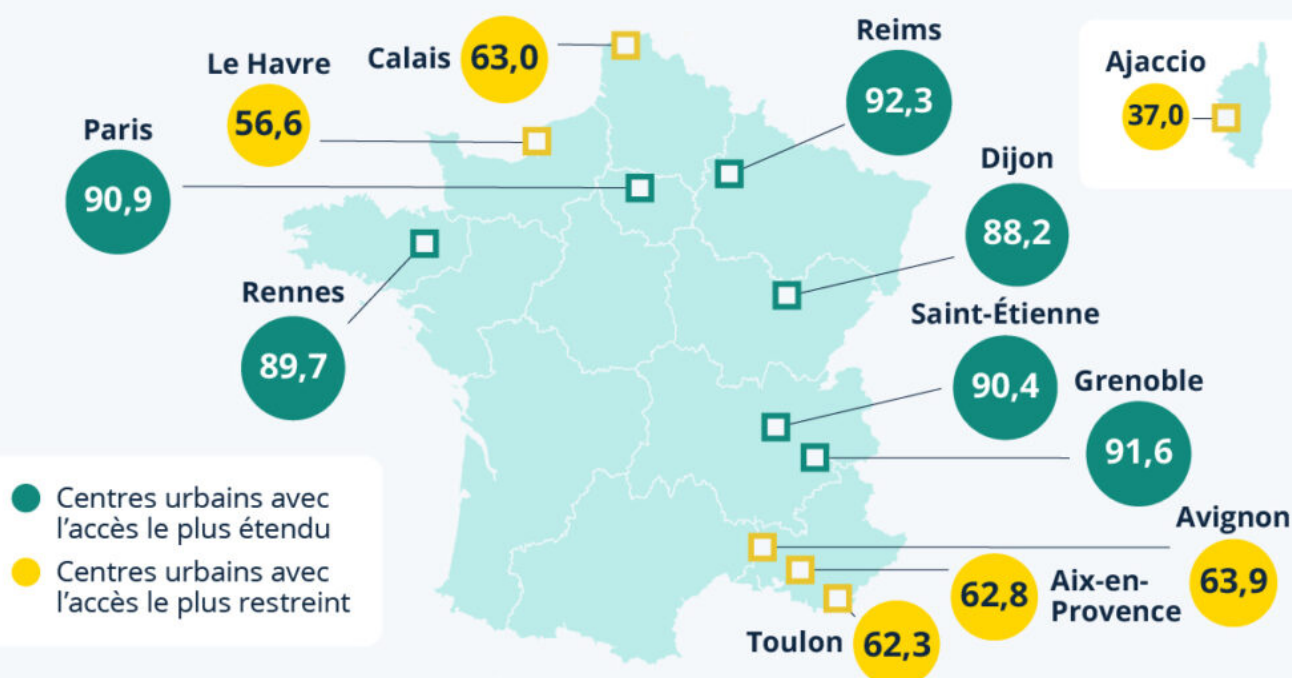 Reims
92,3
Calais
63,0
Le Havre
56,6
Ajaccio
37,0
Paris
90,9
Dijon
88,2
Rennes
89,7
Saint-Étienne
90,4
Grenoble
91,6
Centres urbains avec
l’accès le plus étendu
Centres urbains avec
l’accès le plus restreint
Avignon
63,9
Aix-en-
Provence
62,8
Toulon
62,3